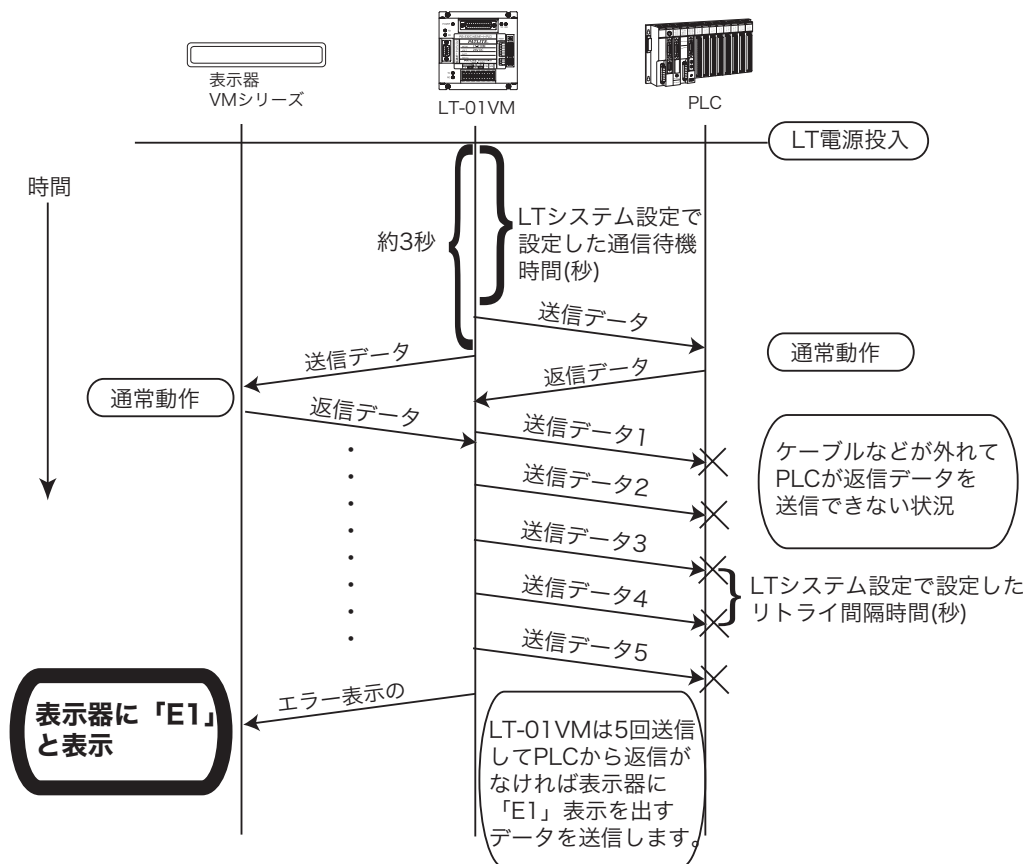 表示器
VMシリーズ
LT-01VM
PLC
LT電源投入
時間
約3秒
LTシステム設定で
設定した通信待機
時間(秒)
送信データ
送信データ
通常動作
返信データ
通常動作
返信データ
送信データ1
ケーブルなどが外れて
PLCが返信データを
送信できない状況
送信データ2
送信データ3
LTシステム設定で設定した
リトライ間隔時間(秒)
送信データ4
送信データ5
エラー表示の
表示器に「E1」
と表示
LT-01VMは5回送信
してPLCから返信が
なければ表示器に
「E1」表示を出す
データを送信します。